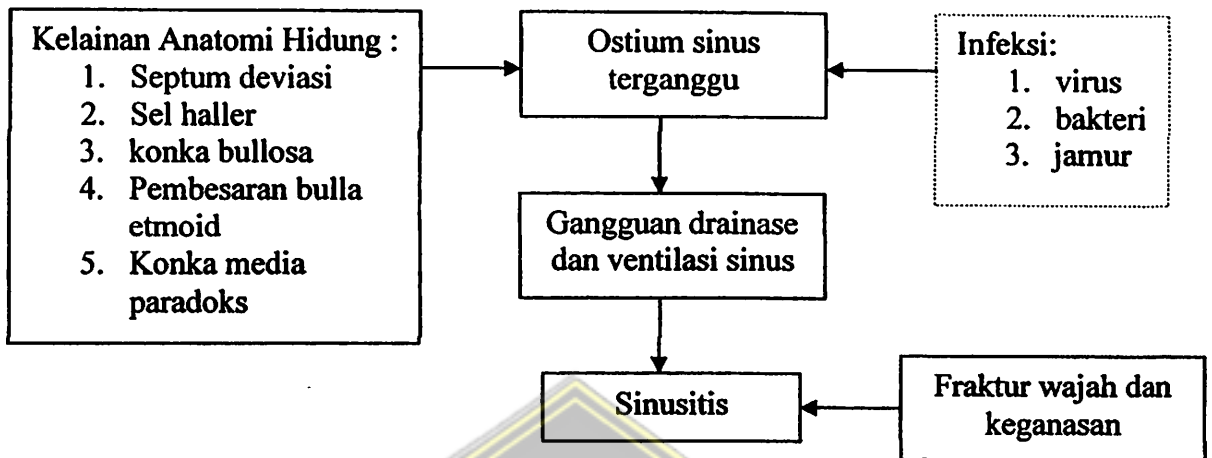 Kelainan Anatomi Hidung :
1. Septum deviasi
2. Sel haller
3. konka bullosa
4. Pembesaran bulla
etmoid
5. Konka media
paradoks
Ostium sinus
terganggu
Infeksi:
1. virus
2. bakteri
3. jamur
Gangguan drainase
dan ventilasi sinus
Sinusitis
Fraktur wajah dan
keganasan